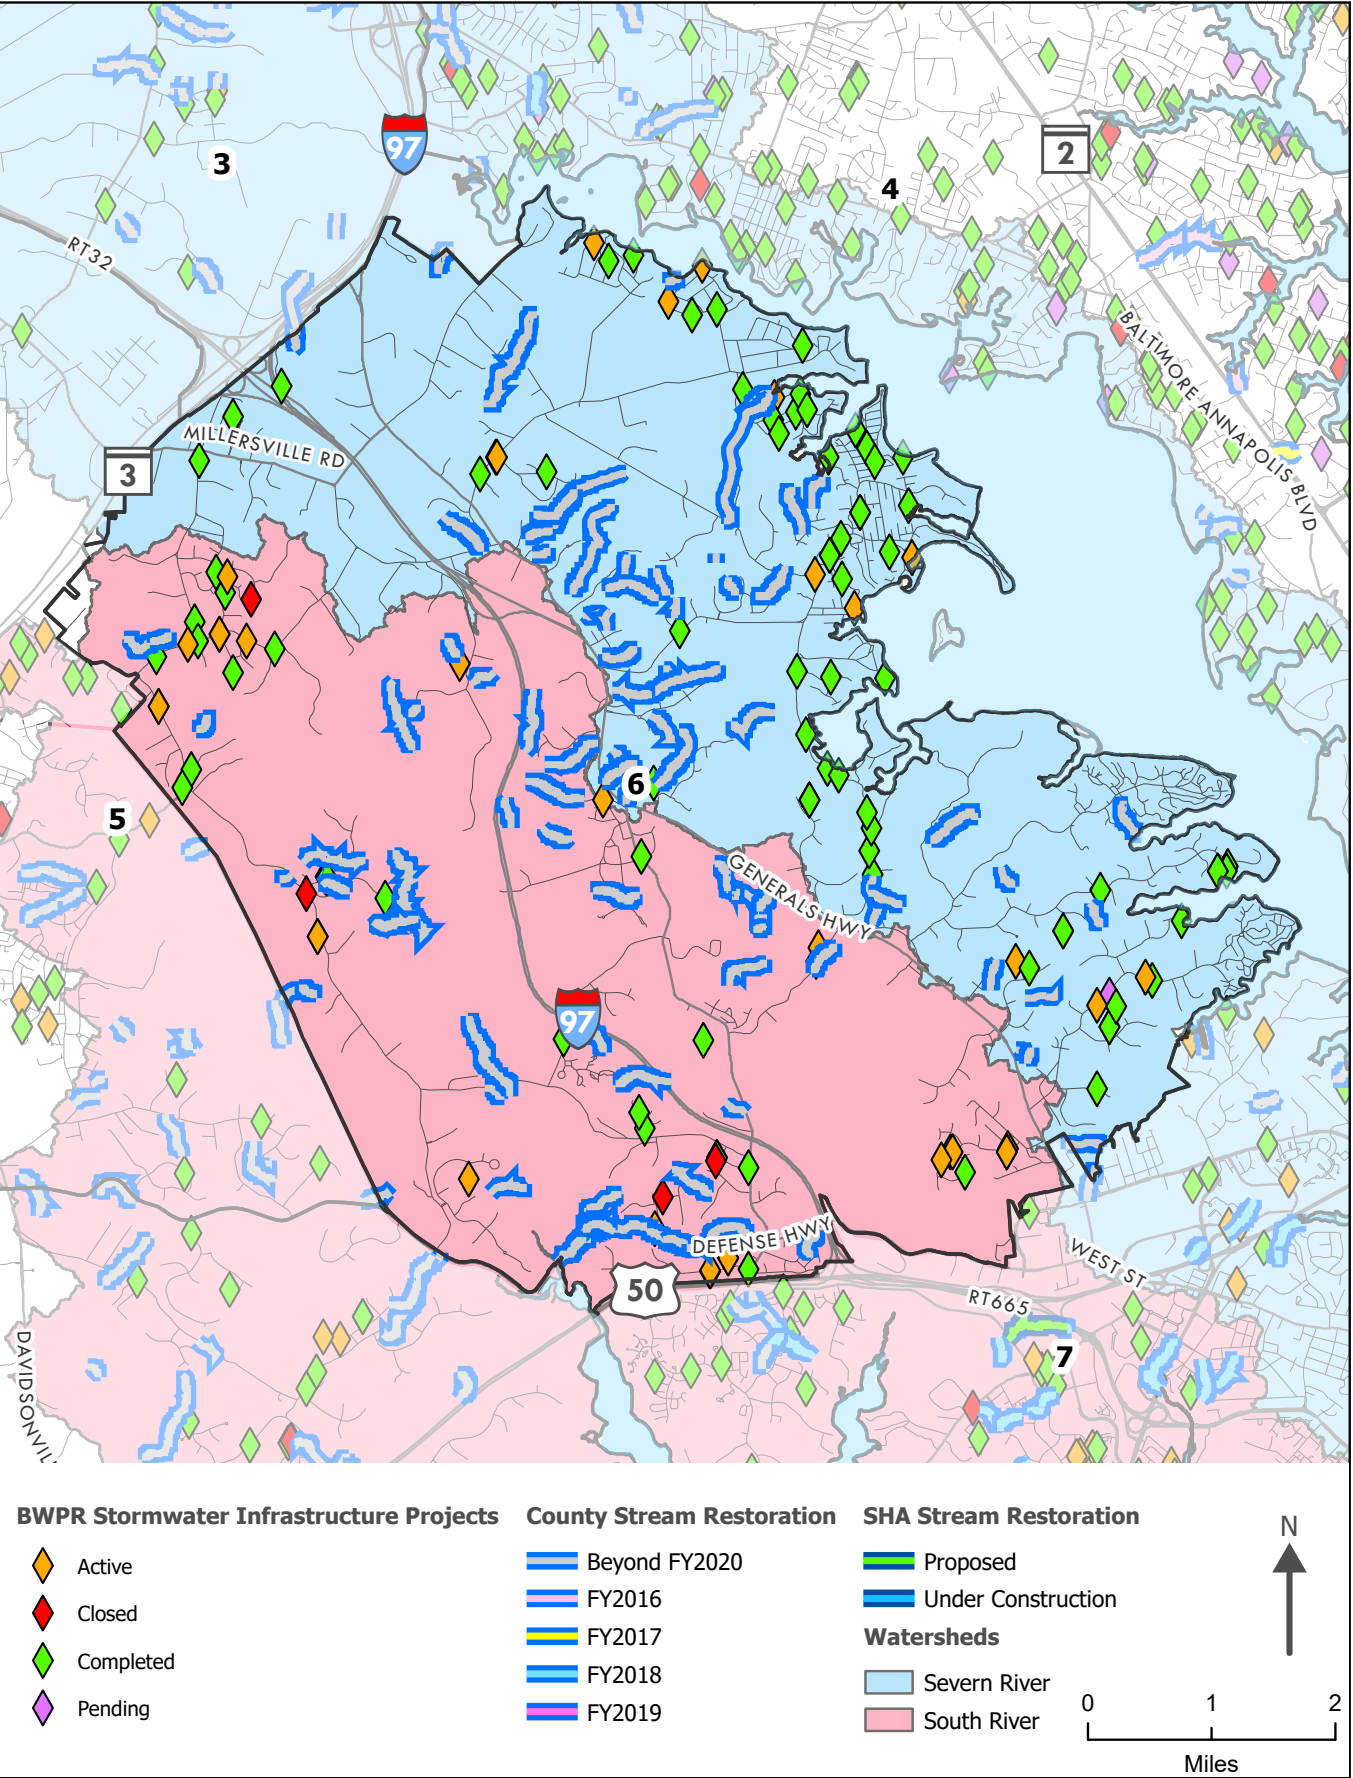 3
97
2
4
RT32
BALTIMORE ANNAPOLIS BLVD
MILLERSVILLE RD
3
6
5
GENERALS HWY
97
DEFENSE HWY
50
WEST ST
RT665
7
DAVIDSONVIL
BWPR Stormwater Infrastructure Projects
Active
Closed
Completed
Pending
County Stream Restoration
Beyond FY2020
FY2016
FY2017
FY2018
FY2019
SHA Stream Restoration
Proposed
Under Construction
Watersheds
Severn River
South River
N
0 1 2
Miles